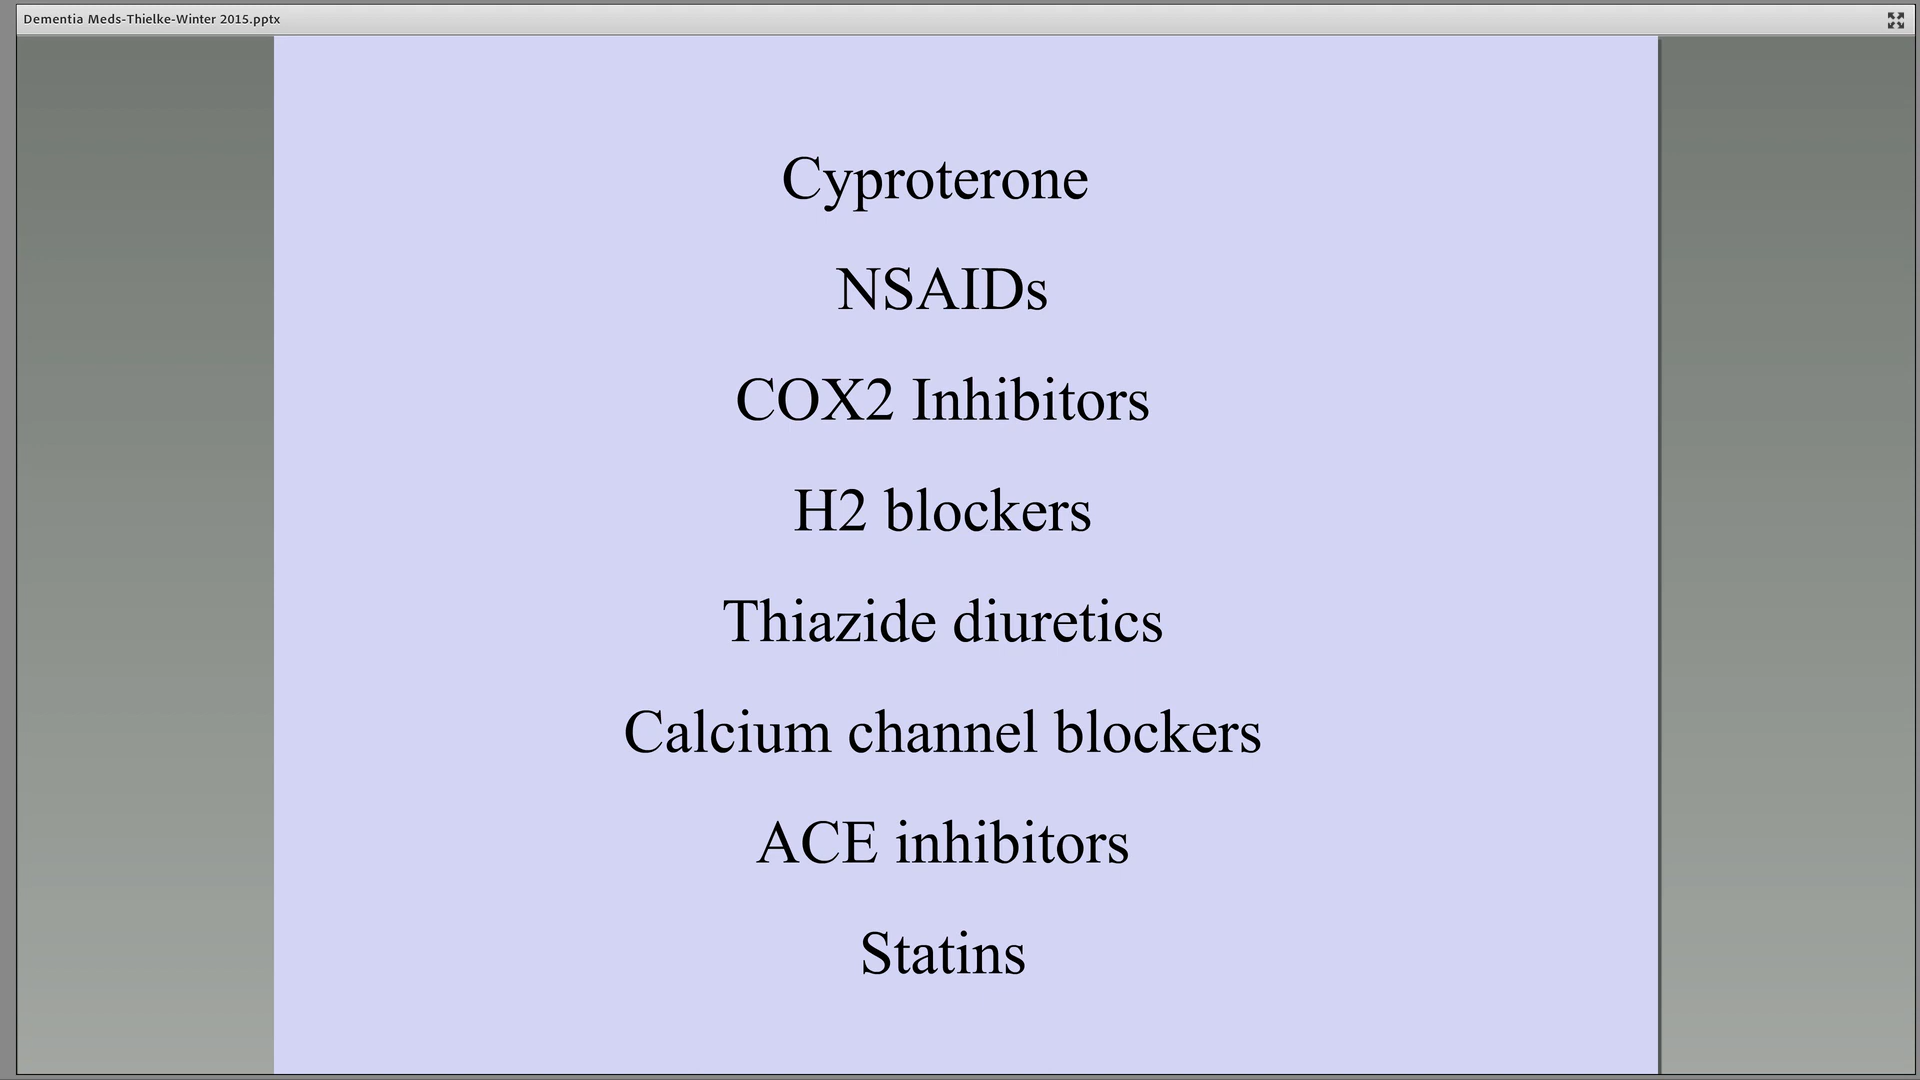 Dementia Meds-Thielke-Winter 2015.pptx
Cyproterone
NSAIDs
COX2 Inhibitors
H2 blockers
Thiazide diuretics
Calcium channel blockers
ACE inhibitors
Statins